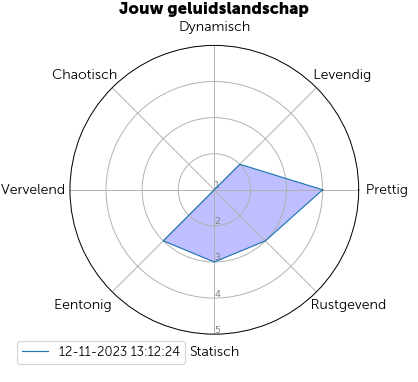 Jouw geluidslandschap
Dynamisch
Chaotisch
Levendig
Vervelend
1
Prettig
2
3
4
Eentonig
Rustgevend
5
12-11-2023 13:12:24
Statisch